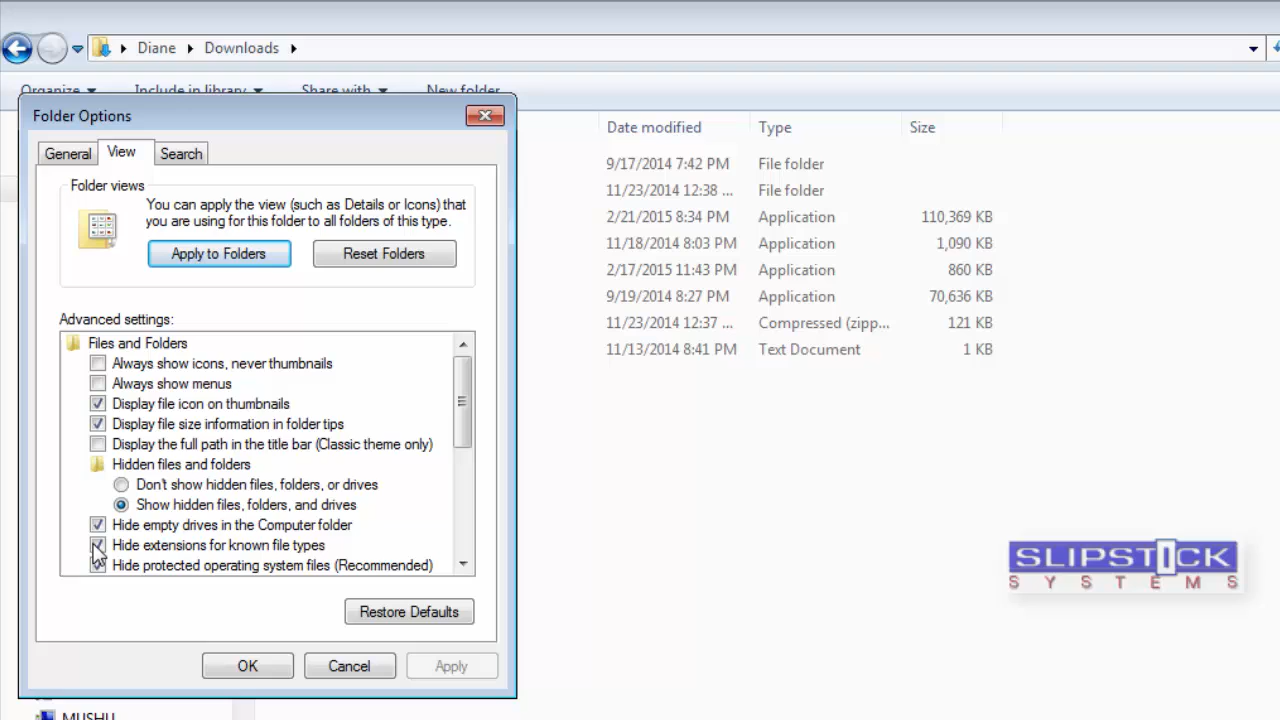 Diane Downloads
Organize Include in library Share with New folder
Folder Options
General View Search
Folder views
You can apply the view (such as Details or Icons) that
you are using for this folder to all folders of this type.
Apply to Folders Reset Folders
Advanced settings:
Files and Folders
Always show icons, never thumbnails
Always show menus
Display file icon on thumbnails
Display file size information in folder tips
Display the full path in the title bar (Classic theme only)
Hidden files and folders
Don't show hidden files, folders, or drives
Show hidden files, folders, and drives
Hide empty drives in the Computer folder
Hide extensions for known file types
Hide protected operating system files (Recommended)
Restore Defaults
OK Cancel Apply
MUSHU
Date modified Type Size
9/17/2014 7:42 PM File folder
11/23/2014 12:38 ... File folder
2/21/2015 8:34 PM Application 110,369 KB
11/18/2014 8:03 PM Application 1,090 KB
2/17/2015 11:43 PM Application 860 KB
9/19/2014 8:27 PM Application 70,636 KB
11/23/2014 12:37 ... Compressed (zipp... 121 KB
11/13/2014 8:41 PM Text Document 1 KB
SLIPSTICK
SYSTEMS